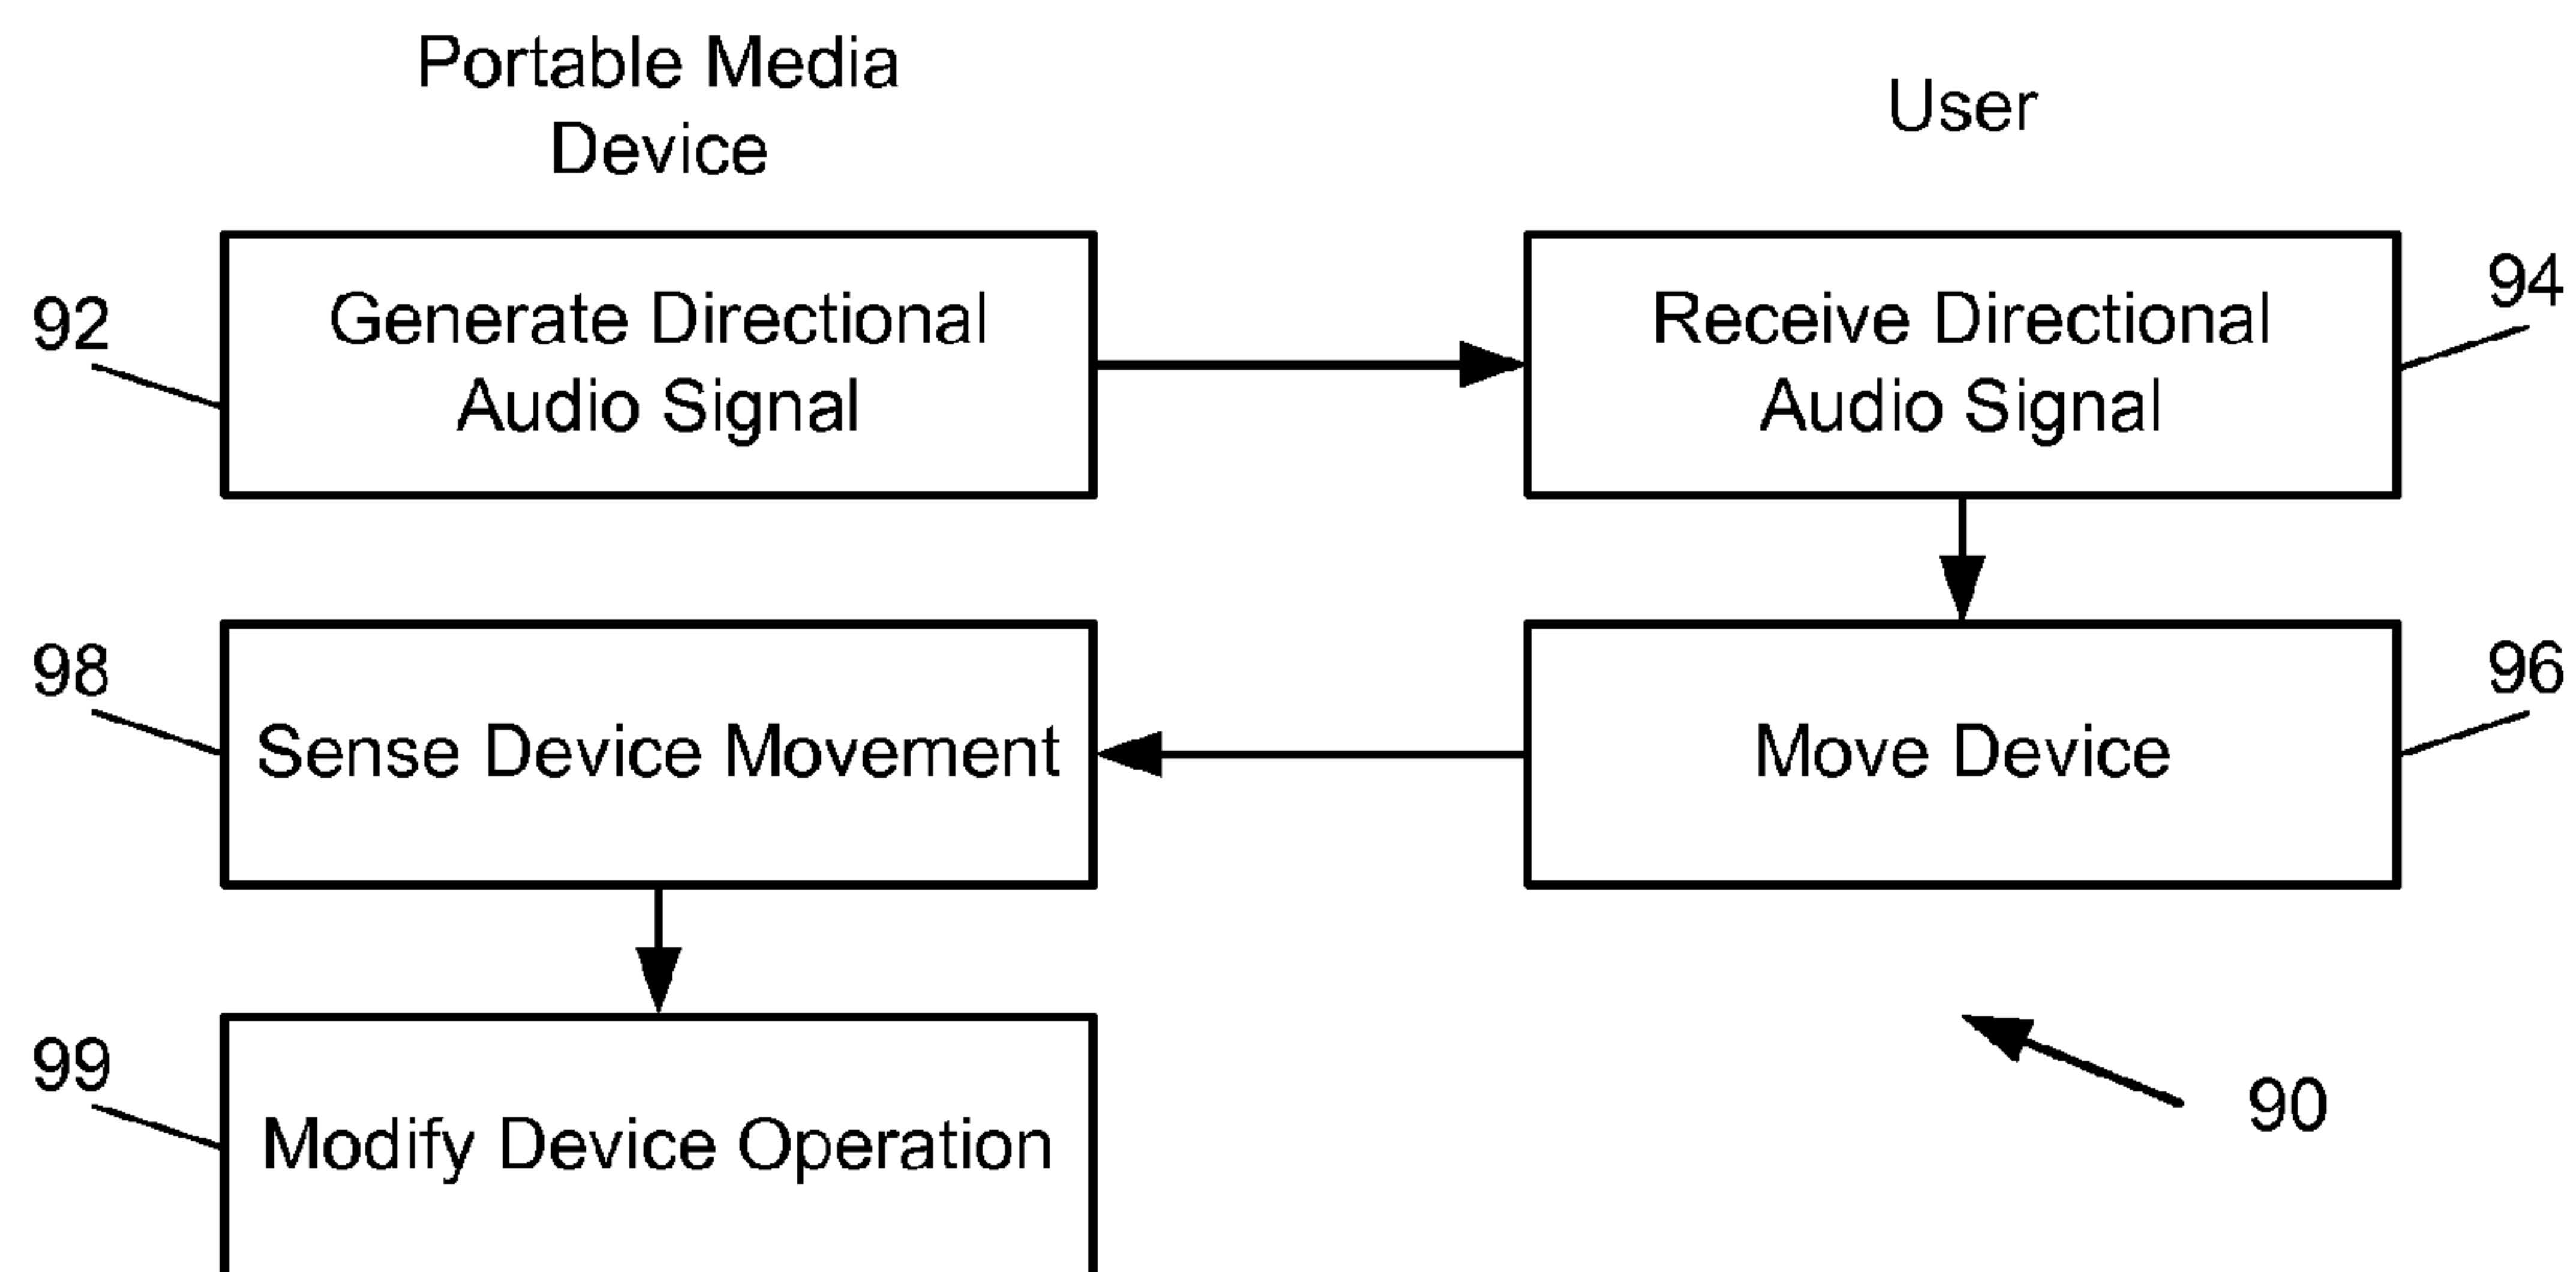 Portable Media
Device
User
92
Generate Directional
Audio Signal
Receive Directional
Audio Signal
94
98
Sense Device Movement
Move Device
96
99
Modify Device Operation
90